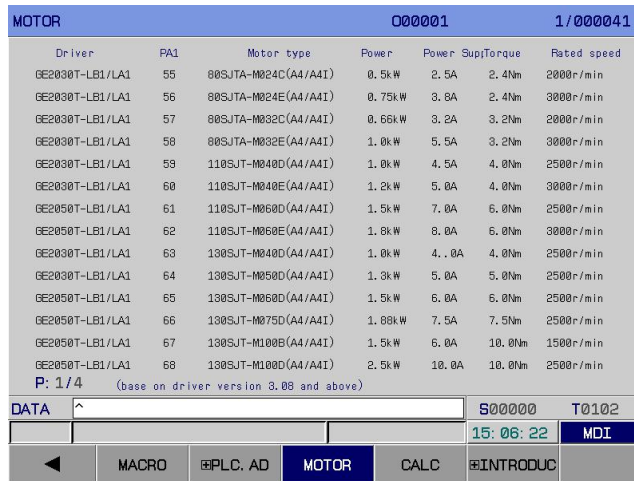 MOTOR O00001 1/000041
Driver PA1 Motor type Power Power SupjTorque Rated speed
GE2030T-LB1/LA1 55 80SJTA-M024C(A4/A4I) 0.5kW 2.5A 2.4Nm 2000r/min
GE2030T-LB1/LA1 56 80SJTA-M024E(A4/A4I) 0.75kW 3.8A 2.4Nm 3000r/min
GE2030T-LB1/LA1 57 80SJTA-M032C(A4/A4I) 0.66kW 3.2A 3.2Nm 2000r/min
GE2030T-LB1/LA1 58 80SJTA-M032E(A4/A4I) 1.0kW 5.5A 3.2Nm 3000r/min
GE2030T-LB1/LA1 59 110SJT-M040D(A4/A4I) 1.0kW 4.5A 4.0Nm 2500r/min
GE2030T-LB1/LA1 60 110SJT-M040E(A4/A4I) 1.2kW 5.0A 4.0Nm 3000r/min
GE2050T-LB1/LA1 61 110SJT-M060D(A4/A4I) 1.5kW 7.0A 6.0Nm 2500r/min
GE2050T-LB1/LA1 62 110SJT-M060E(A4/A4I) 1.8kW 8.0A 6.0Nm 3000r/min
GE2030T-LB1/LA1 63 130SJT-M040D(A4/A4I) 1.0kW 4..0A 4.0Nm 2500r/min
GE2030T-LB1/LA1 64 130SJT-M050D(A4/A4I) 1.3kW 5.0A 5.0Nm 2500r/min
GE2050T-LB1/LA1 65 130SJT-M060D(A4/A4I) 1.5kW 6.0A 6.0Nm 2500r/min
GE2050T-LB1/LA1 66 130SJT-M075D(A4/A4I) 1.88kW 7.5A 7.5Nm 2500r/min
GE2050T-LB1/LA1 67 130SJT-M100B(A4/A4I) 1.5kW 6.0A 10.0Nm 1500r/min
GE2050T-LB1/LA1 68 130SJT-M100D(A4/A4I) 2.5kW 10.0A 10.0Nm 2500r/min
P: 1/4 (base on driver version 3.08 and above)
DATA ^ S00000 T0102
15:06:22 MDI
◀ MACRO ⊞PLC.AD MOTOR CALC ⊞INTRODUC